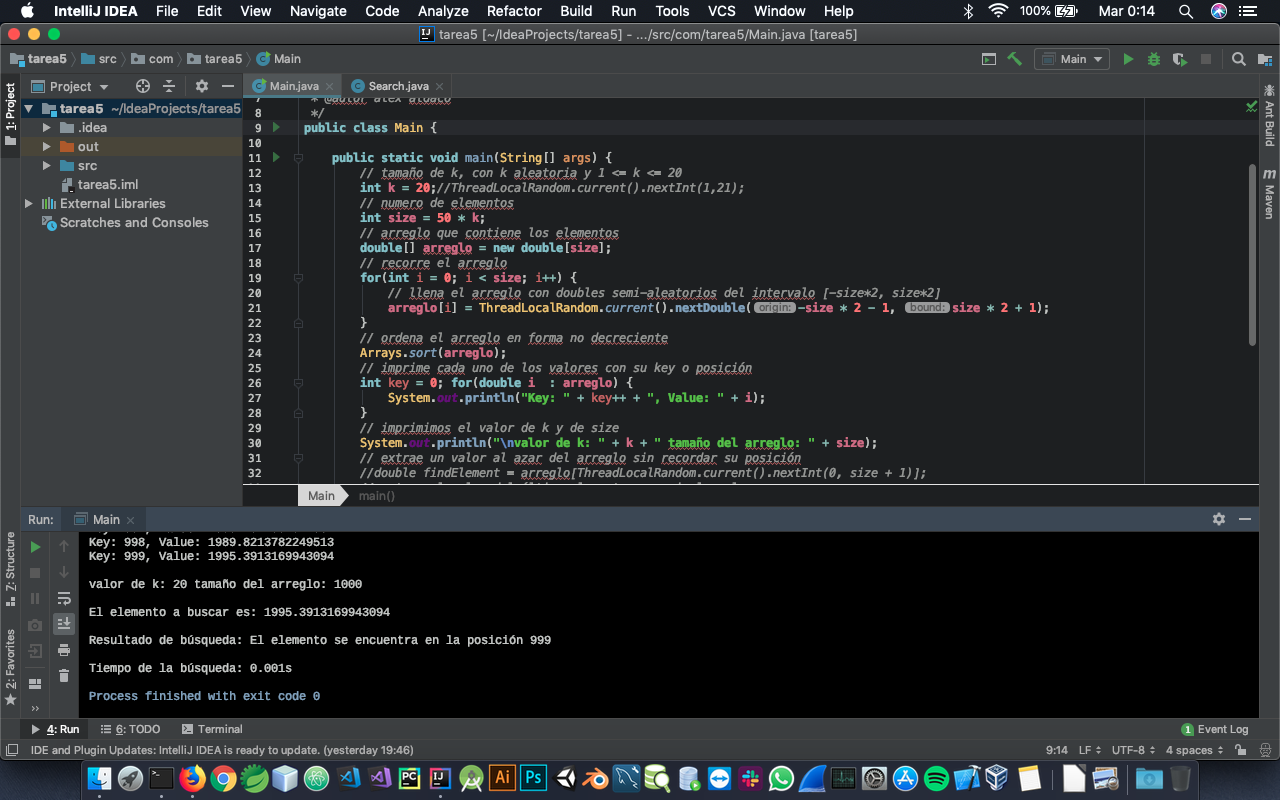 IntelliJ IDEA File Edit View Navigate Code Analyze Refactor Build Run Tools VCS Window Help 100% Mar 0:14
tarea5 [~/IdeaProjects/tarea5] - .../src/com/tarea5/Main.java [tarea5]
tarea5 src com tarea5 Main Main
1: Project
Project
Main.java
Search.java
tarea5 ~/IdeaProjects/tarea5
.idea
out
src
tarea5.iml
External Libraries
Scratches and Consoles
8 */
9 public class Main {
10
11 public static void main(String[] args) {
12 // tamaño de k, con k aleatoria y 1 <= k <= 20
13 int k = 20;//ThreadLocalRandom.current().nextInt(1,21);
14 // numero de elementos
15 int size = 50 * k;
16 // arreglo que contiene los elementos
17 double[] arreglo = new double[size];
18 // recorre el arreglo
19 for(int i = 0; i < size; i++) {
20 // llena el arreglo con doubles semi-aleatorios del intervalo [-size*2, size*2]
21 arreglo[i] = ThreadLocalRandom.current().nextDouble( origin: -size * 2 - 1, bound: size * 2 + 1);
22 }
23 // ordena el arreglo en forma no decreciente
24 Arrays.sort(arreglo);
25 // imprime cada uno de los valores con su key o posición
26 int key = 0; for(double i : arreglo) {
27 System.out.println("Key: " + key++ + ", Value: " + i);
28 }
29 // imprimimos el valor de k y de size
30 System.out.println("\nvalor de k: " + k + " tamaño del arreglo: " + size);
31 // extrae un valor al azar del arreglo sin recordar su posición
32 //double findElement = arreglo[ThreadLocalRandom.current().nextInt(0, size + 1)];
Main main()
Ant Build
Maven
Run: Main
Key: 998, Value: 1989.8213782249513
Key: 999, Value: 1995.3913169943094
valor de k: 20 tamaño del arreglo: 1000
El elemento a buscar es: 1995.3913169943094
Resultado de búsqueda: El elemento se encuentra en la posición 999
Tiempo de la búsqueda: 0.001s
Process finished with exit code 0
Z: Structure
2: Favorites
4: Run 6: TODO Terminal 1 Event Log
IDE and Plugin Updates: IntelliJ IDEA is ready to update. (yesterday 19:46) 9:14 LF UTF-8 4 spaces
PC IJ Ai Ps